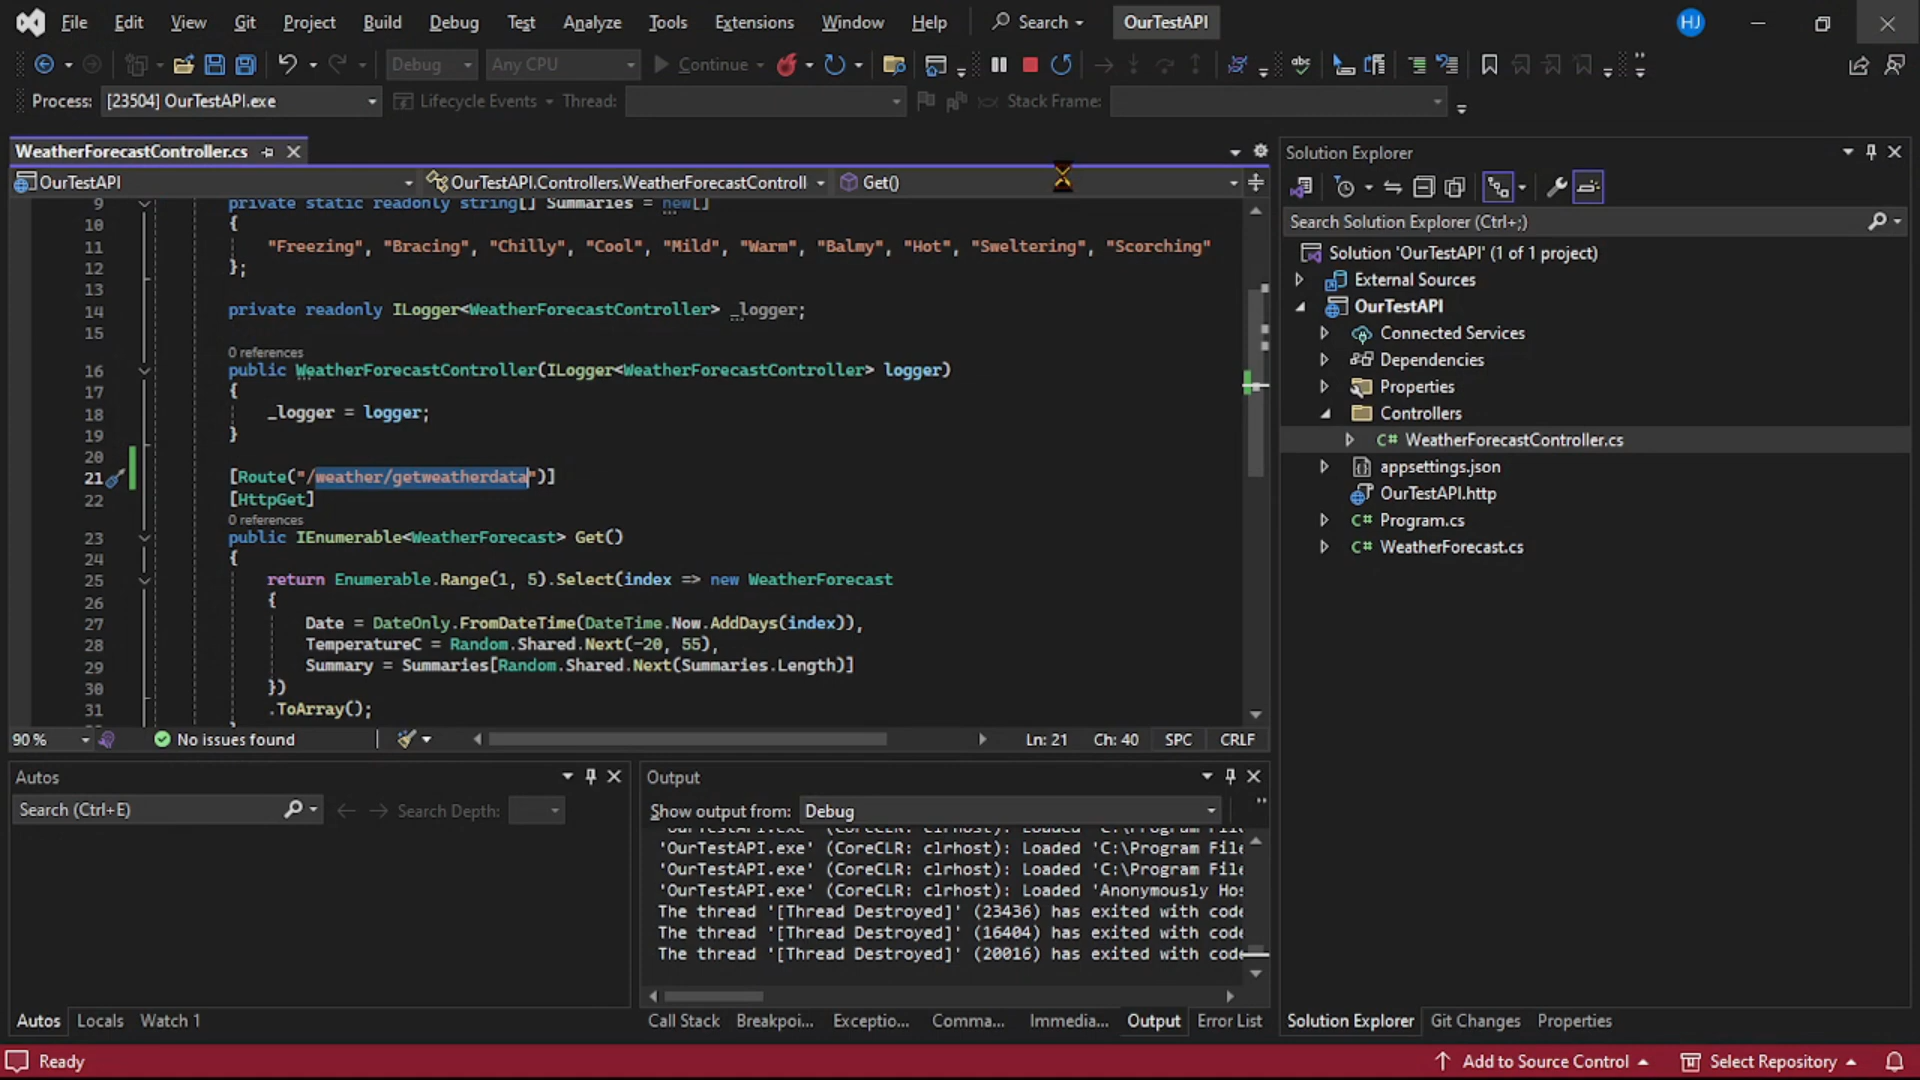 File Edit View Git Project Build Debug Test Analyze Tools Extensions Window Help Search OurTestAPI HJ
Debug Any CPU Continue
Process: [23504] OurTestAPI.exe Lifecycle Events Thread: Stack Frame:
WeatherForecastController.cs
OurTestAPI OurTestAPI.Controllers.WeatherForecastControll Get()
9 private static readonly string[] Summaries = new[]
10 {
11 "Freezing", "Bracing", "Chilly", "Cool", "Mild", "Warm", "Balmy", "Hot", "Sweltering", "Scorching"
12 };
13
14 private readonly ILogger<WeatherForecastController> _logger;
15
0 references
16 public WeatherForecastController(ILogger<WeatherForecastController> logger)
17 {
18 _logger = logger;
19 }
20
21 [Route("/weather/getweatherdata")]
22 [HttpGet]
0 references
23 public IEnumerable<WeatherForecast> Get()
24 {
25 return Enumerable.Range(1, 5).Select(index => new WeatherForecast
26 {
27 Date = DateOnly.FromDateTime(DateTime.Now.AddDays(index)),
28 TemperatureC = Random.Shared.Next(-20, 55),
29 Summary = Summaries[Random.Shared.Next(Summaries.Length)]
30 })
31 .ToArray();
90 % No issues found Ln: 21 Ch: 40 SPC CRLF
Autos
Search (Ctrl+E) Search Depth:
Autos Locals Watch 1
Output
Show output from: Debug
'OurTestAPI.exe' (CoreCLR: clrhost): Loaded 'C:\Program File
'OurTestAPI.exe' (CoreCLR: clrhost): Loaded 'C:\Program File
'OurTestAPI.exe' (CoreCLR: clrhost): Loaded 'C:\Program File
'OurTestAPI.exe' (CoreCLR: clrhost): Loaded 'Anonymously Hos
The thread '[Thread Destroyed]' (23436) has exited with code
The thread '[Thread Destroyed]' (16404) has exited with code
The thread '[Thread Destroyed]' (20016) has exited with code
Call Stack Breakpoi... Exceptio... Comma... Immedia... Output Error List
Solution Explorer
Search Solution Explorer (Ctrl+;)
Solution 'OurTestAPI' (1 of 1 project)
External Sources
OurTestAPI
Connected Services
Dependencies
Properties
Controllers
C# WeatherForecastController.cs
appsettings.json
OurTestAPI.http
C# Program.cs
C# WeatherForecast.cs
Solution Explorer Git Changes Properties
Ready Add to Source Control Select Repository